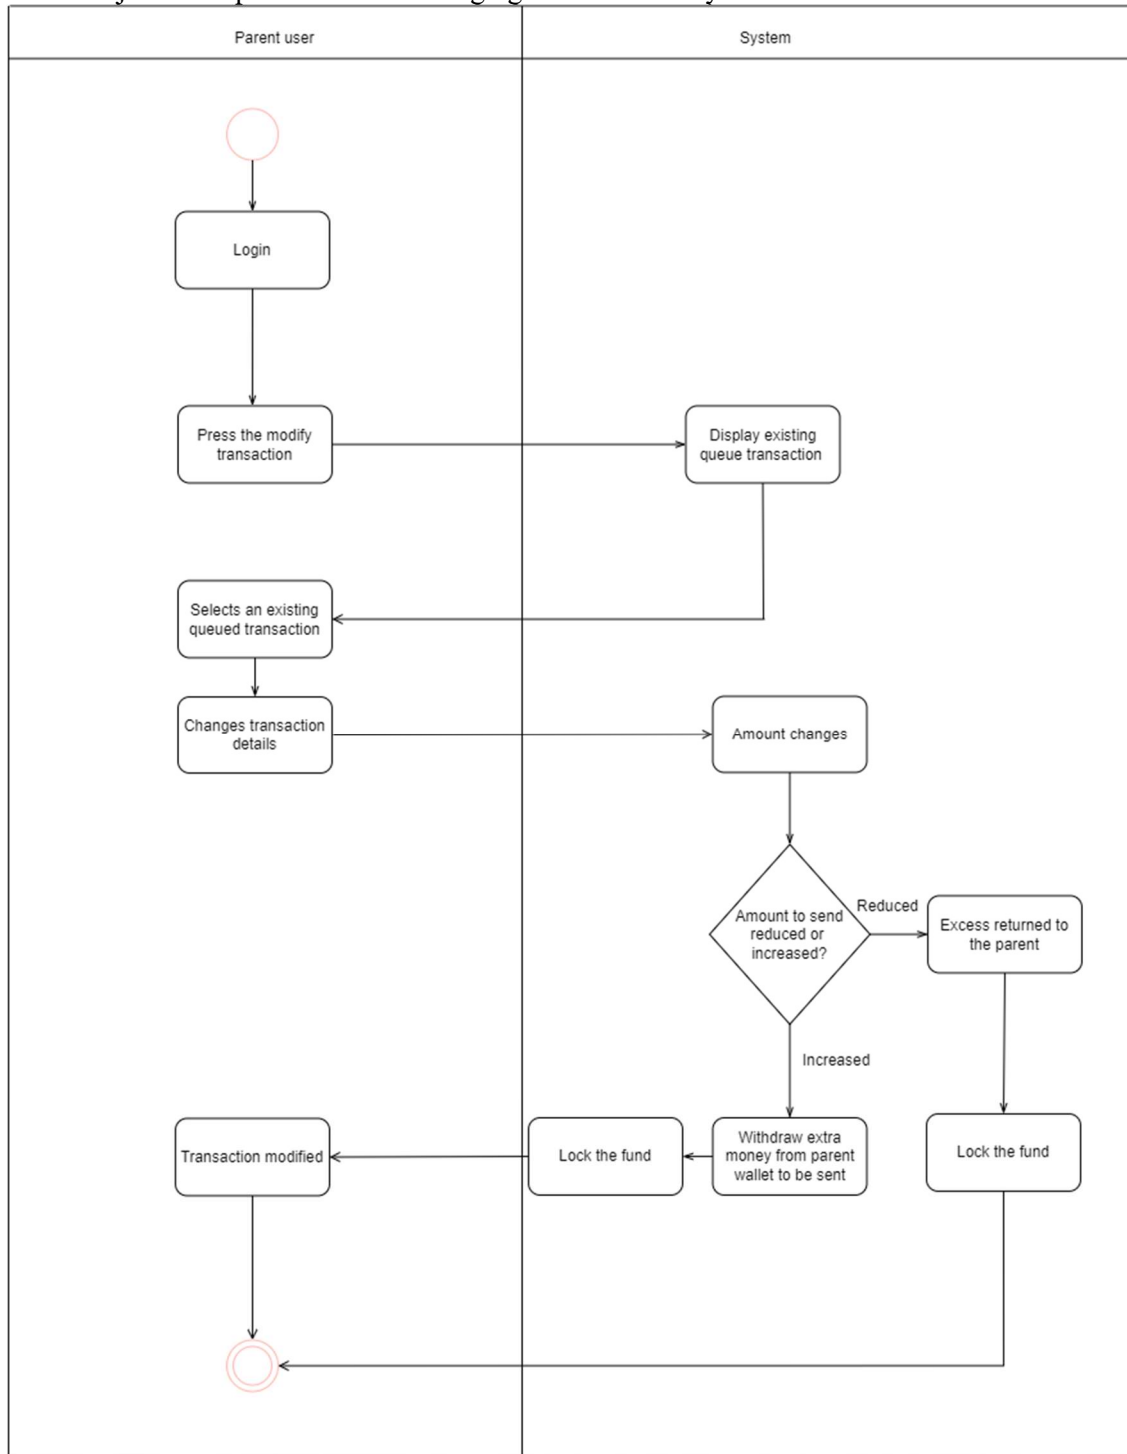 Parent user
System
Login
Press the modify
transaction
Display existing
queue transaction
Selects an existing
queued transaction
Changes transaction
details
Amount changes
Amount to send
reduced or
increased?
Reduced
Excess returned to
the parent
Increased
Transaction modified
Lock the fund
Withdraw extra
money from parent
wallet to be sent
Lock the fund